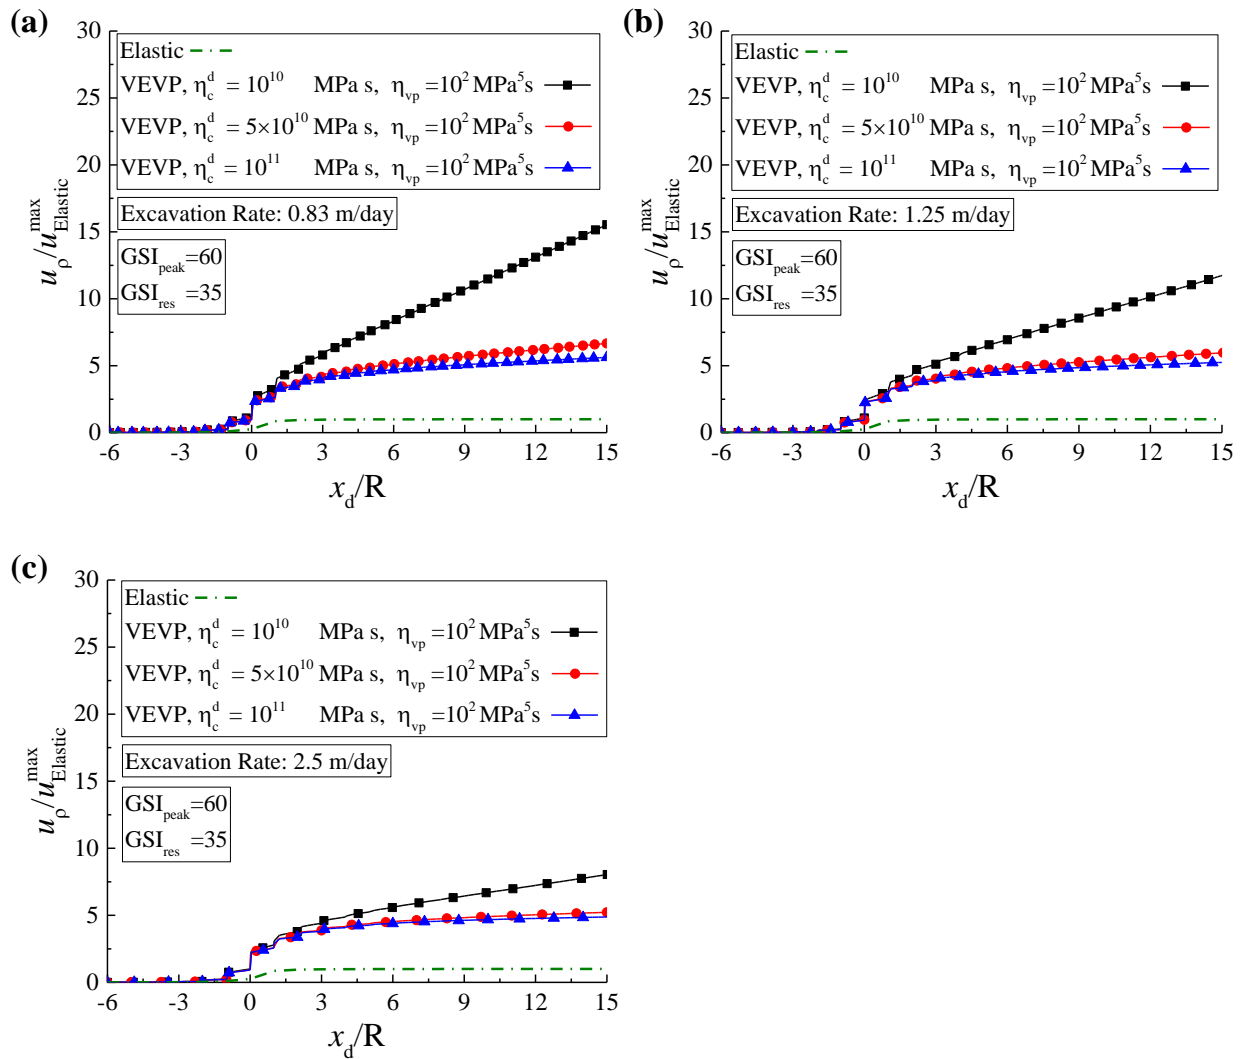 (a)
30
25
20
15
10
5
0
u_ρ/u_Elastic^max
Elastic
VEVP, η_c^d = 10^10 MPa s, η_vp =10^2 MPa^5s
VEVP, η_c^d = 5×10^10 MPa s, η_vp =10^2 MPa^5s
VEVP, η_c^d = 10^11 MPa s, η_vp =10^2 MPa^5s
Excavation Rate: 0.83 m/day
GSI_peak=60
GSI_res =35
-6 -3 0 3 6 9 12 15
x_d/R
(b)
30
25
20
15
10
5
0
u_ρ/u_Elastic^max
Elastic
VEVP, η_c^d = 10^10 MPa s, η_vp =10^2 MPa^5s
VEVP, η_c^d = 5×10^10 MPa s, η_vp =10^2 MPa^5s
VEVP, η_c^d = 10^11 MPa s, η_vp =10^2 MPa^5s
Excavation Rate: 1.25 m/day
GSI_peak=60
GSI_res =35
-6 -3 0 3 6 9 12 15
x_d/R
(c)
30
25
20
15
10
5
0
u_ρ/u_Elastic^max
Elastic
VEVP, η_c^d = 10^10 MPa s, η_vp =10^2 MPa^5s
VEVP, η_c^d = 5×10^10 MPa s, η_vp =10^2 MPa^5s
VEVP, η_c^d = 10^11 MPa s, η_vp =10^2 MPa^5s
Excavation Rate: 2.5 m/day
GSI_peak=60
GSI_res =35
-6 -3 0 3 6 9 12 15
x_d/R